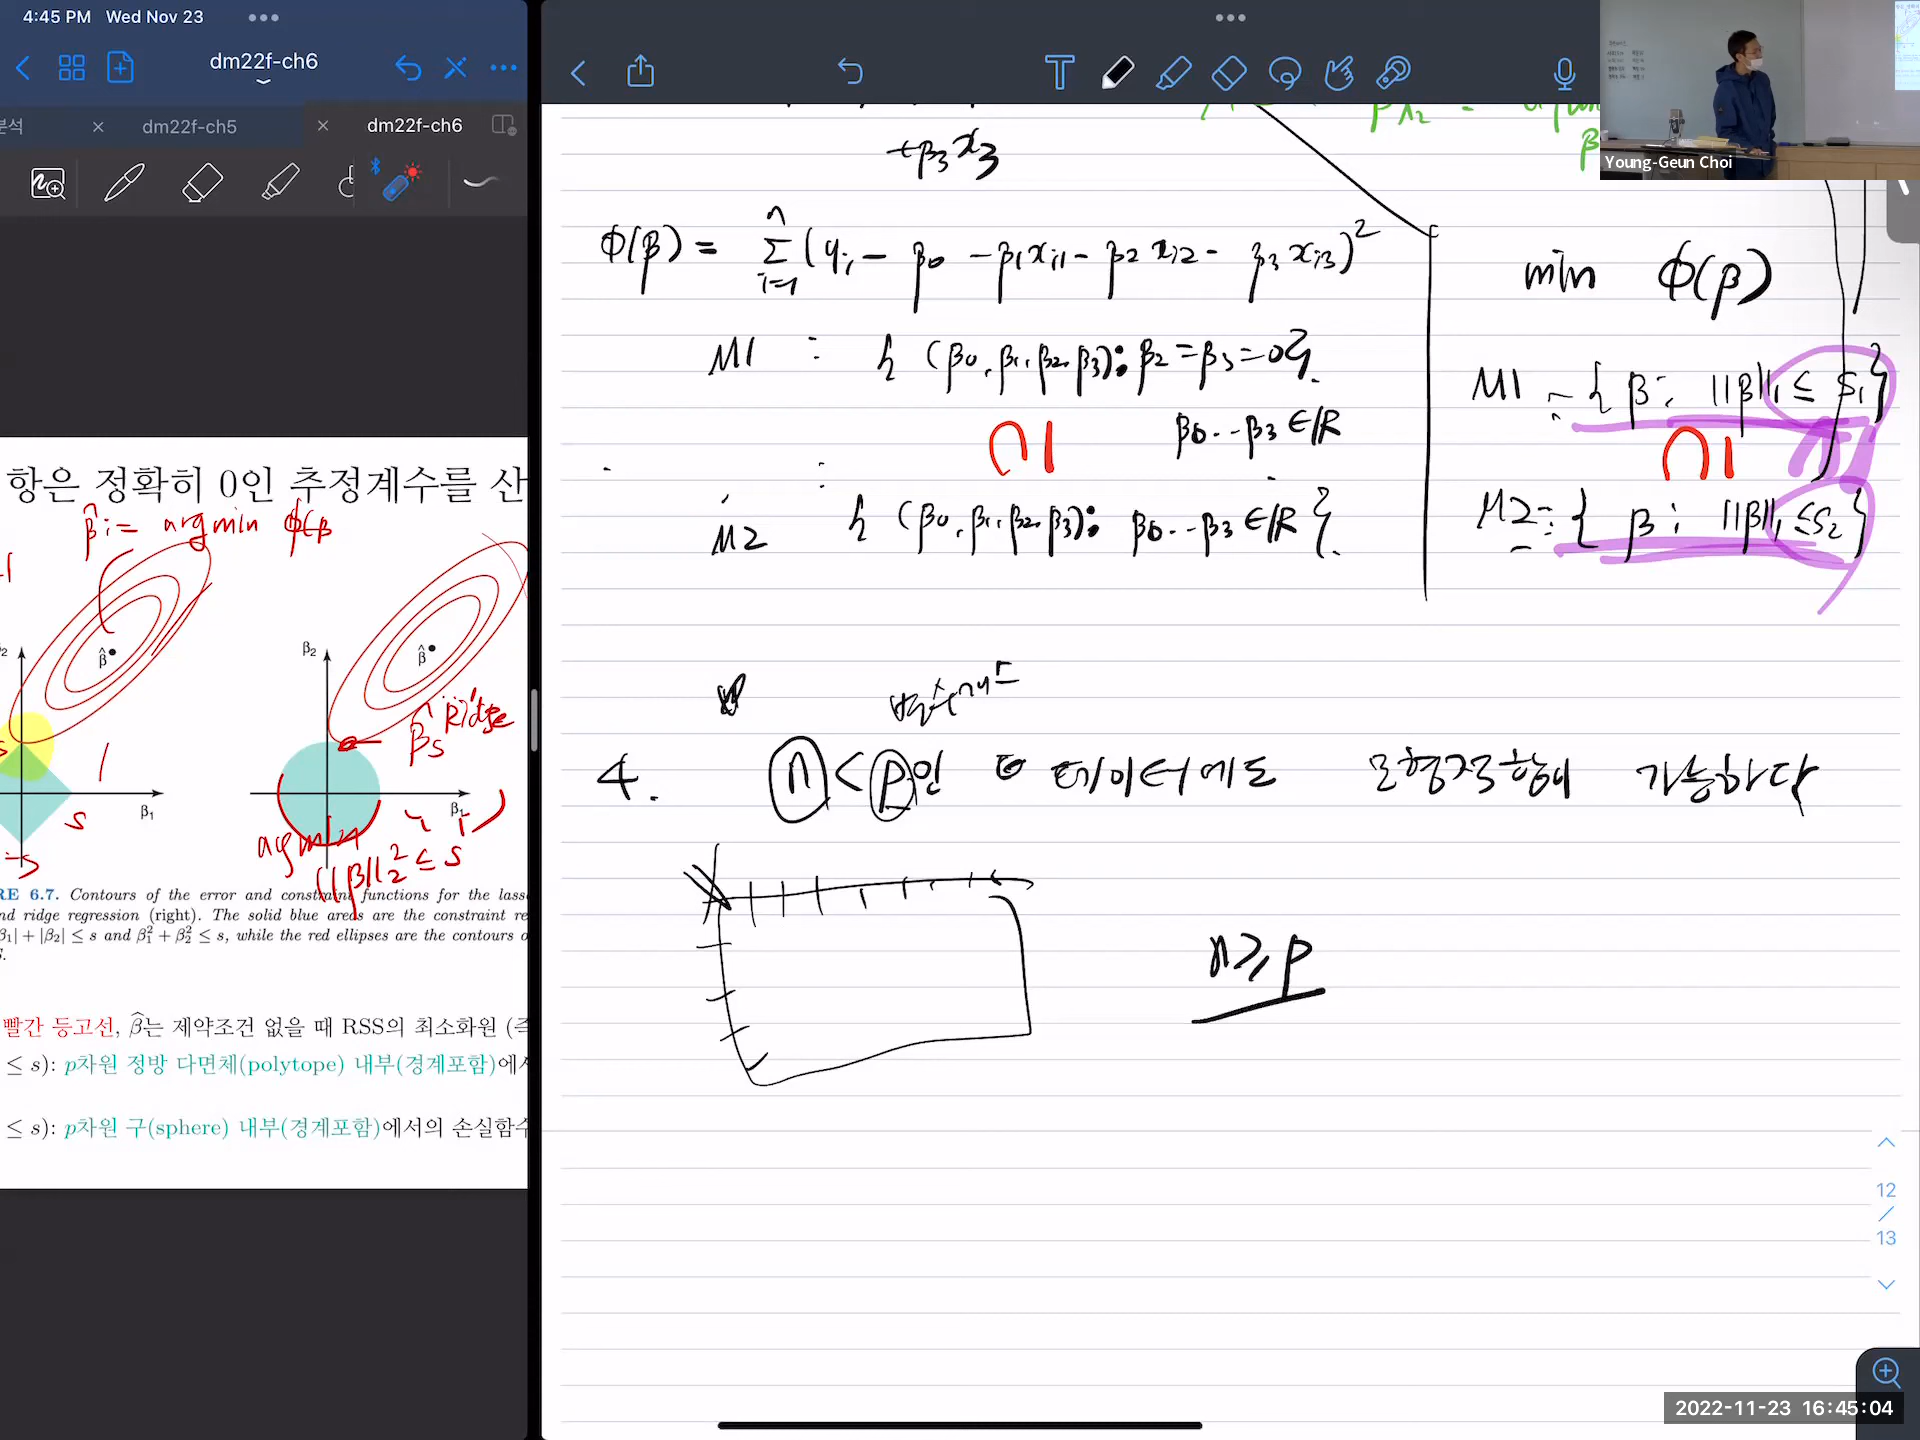 4:45 PM Wed Nov 23
dm22f-ch6
분석
dm22f-ch5
dm22f-ch6
항은 정확히 0인 추정계수를 산
β̂ := argmin Φ(β
β̂
β₂
β̂
β̂s Ridge
s
β₁
β₁
-s
argmin
||β||₂² ≤ s
RE 6.7. Contours of the error and constraint functions for the lass
nd ridge regression (right). The solid blue areas are the constraint re
β₁| + |β₂| ≤ s and β₁² + β₂² ≤ s, while the red ellipses are the contours o
S.
빨간 등고선, β̂는 제약조건 없을 때 RSS의 최소화원 (즉
≤ s): p차원 정방 다면체(polytope) 내부(경계포함)에서
≤ s): p차원 구(sphere) 내부(경계포함)에서의 손실함수
+β₃x₃
Φ(β) = Σ_{i=1}^{n} (yᵢ - β₀ - β₁xᵢ₁ - β₂xᵢ₂ - β₃xᵢ₃)²
M1 : { (β₀, β₁, β₂, β₃); β₂ = β₃ = 0 }
β₀ .. β₃ ∈ ℝ
M2 : { (β₀, β₁, β₂, β₃); β₀ .. β₃ ∈ ℝ }
min Φ(β)
M1 = { β ; ||β||₁ ≤ s₁ }
M2 = { β ; ||β||₁ ≤ s₂ }
변수개수
4. n < p인 데이터에도 모형적합이 가능하다
n ≥ p
12
/
13
Young-Geun Choi
2022-11-23 16:45:04